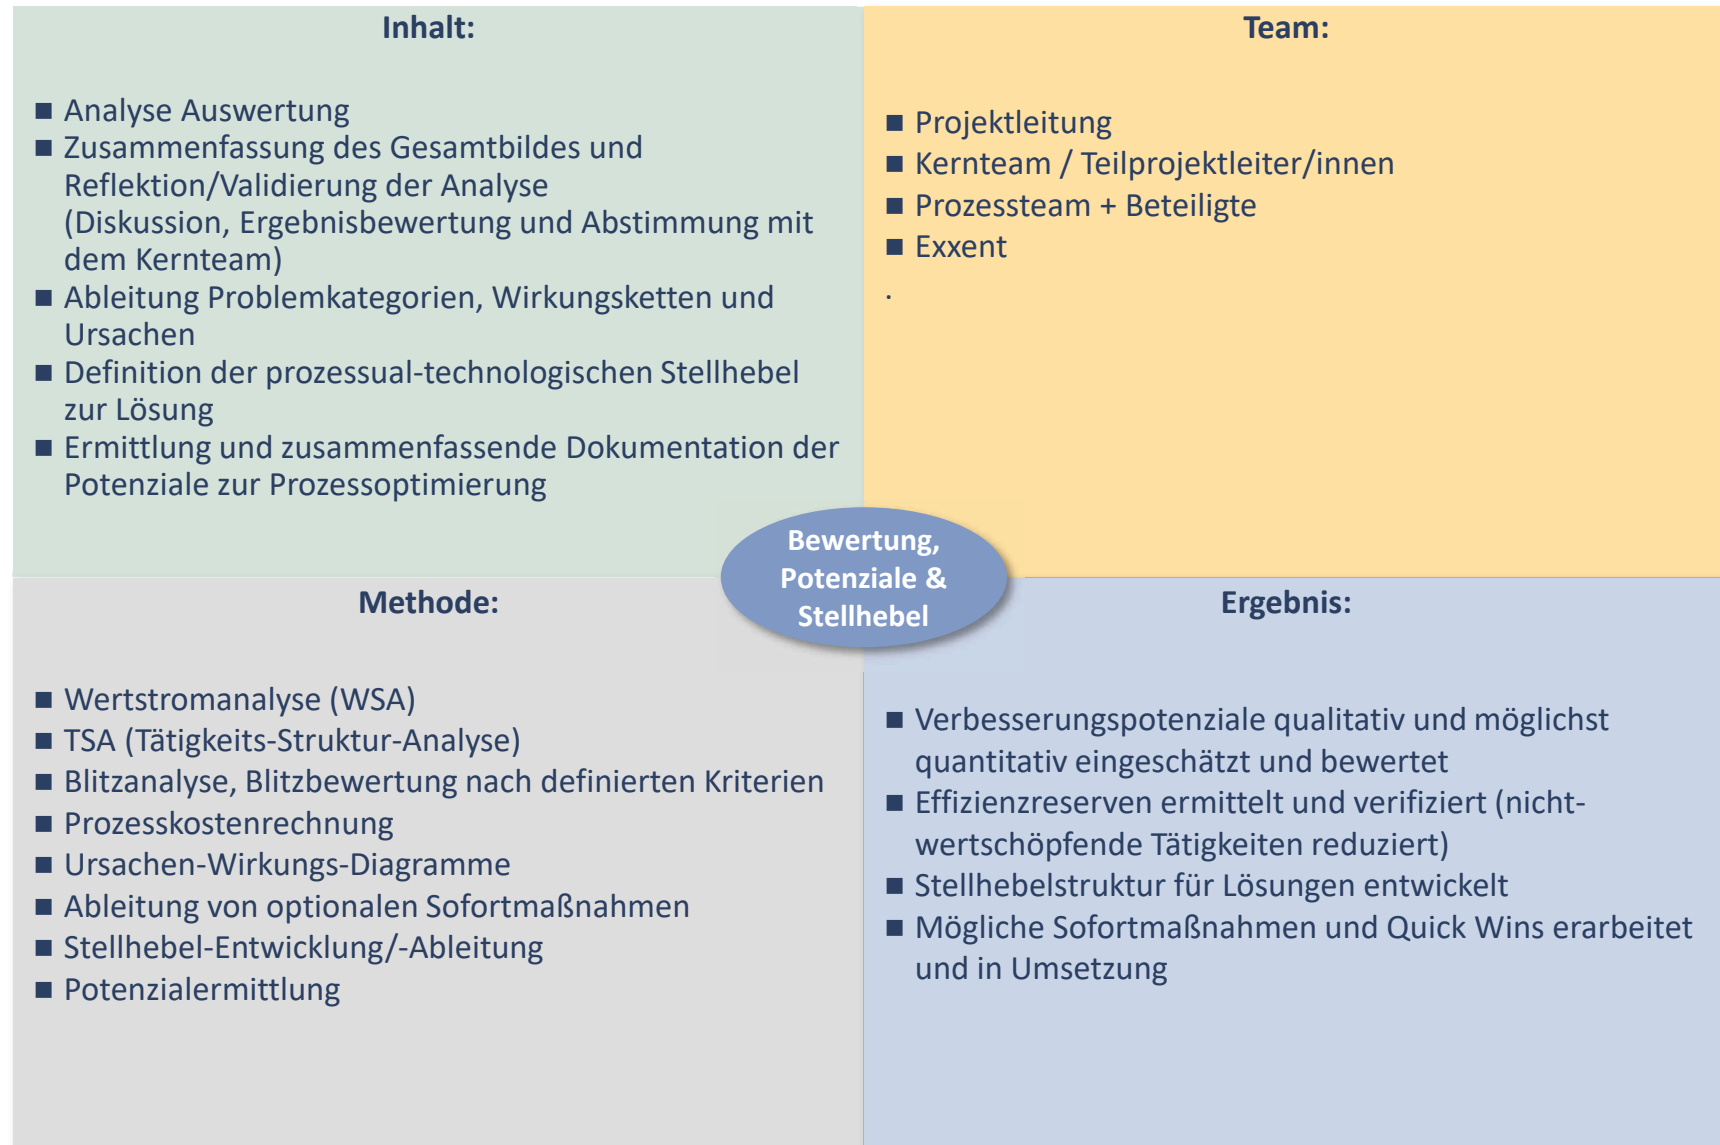 Inhalt:
■ Analyse Auswertung
■ Zusammenfassung des Gesamtbildes und
Reflektion/Validierung der Analyse
(Diskussion, Ergebnisbewertung und Abstimmung mit
dem Kernteam)
■ Ableitung Problemkategorien, Wirkungsketten und
Ursachen
■ Definition der prozessual-technologischen Stellhebel
zur Lösung
■ Ermittlung und zusammenfassende Dokumentation der
Potenziale zur Prozessoptimierung
Team:
■ Projektleitung
■ Kernteam / Teilprojektleiter/innen
■ Prozessteam + Beteiligte
■ Exxent
.
Bewertung,
Potenziale &
Stellhebel
Methode:
■ Wertstromanalyse (WSA)
■ TSA (Tätigkeits-Struktur-Analyse)
■ Blitzanalyse, Blitzbewertung nach definierten Kriterien
■ Prozesskostenrechnung
■ Ursachen-Wirkungs-Diagramme
■ Ableitung von optionalen Sofortmaßnahmen
■ Stellhebel-Entwicklung/-Ableitung
■ Potenzialermittlung
Ergebnis:
■ Verbesserungspotenziale qualitativ und möglichst
quantitativ eingeschätzt und bewertet
■ Effizienzreserven ermittelt und verifiziert (nicht-
wertschöpfende Tätigkeiten reduziert)
■ Stellhebelstruktur für Lösungen entwickelt
■ Mögliche Sofortmaßnahmen und Quick Wins erarbeitet
und in Umsetzung